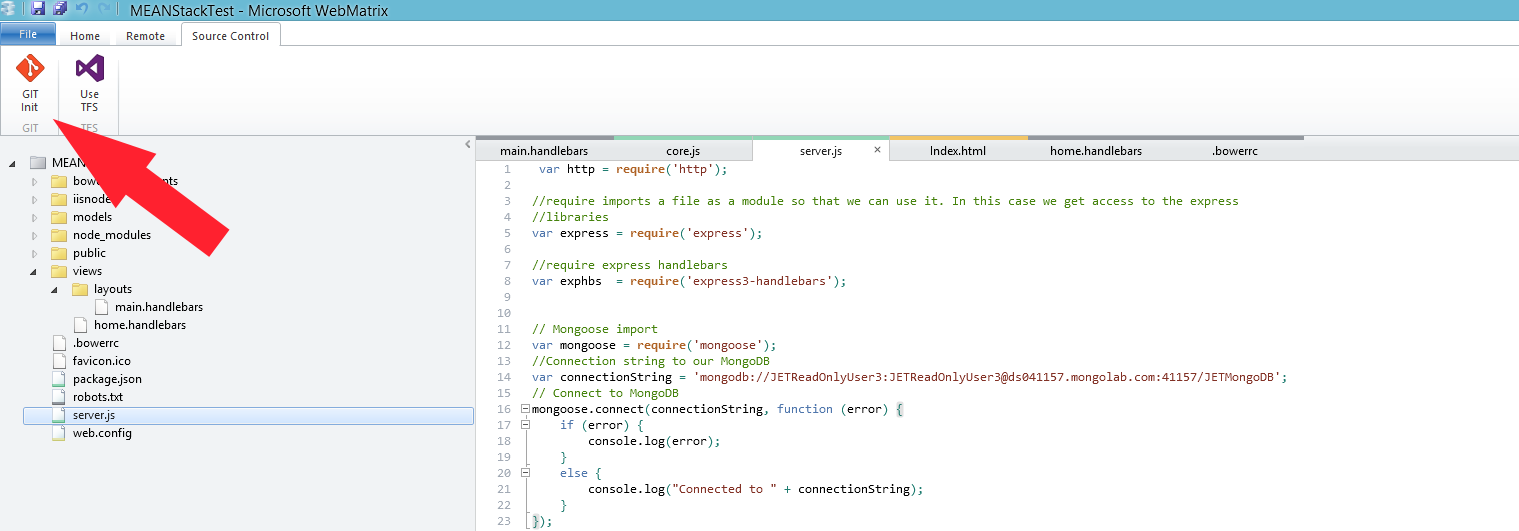 MEANStackTest - Microsoft WebMatrix
File Home Remote Source Control
GIT
Init
Use
TFS
GIT
TFS
main.handlebars core.js server.js × Index.html home.handlebars .bowerrc
MEAN
models
node_modules
public
views
layouts
main.handlebars
home.handlebars
.bowerrc
favicon.ico
package.json
robots.txt
server.js
web.config
1 var http = require('http');
2
3 //require imports a file as a module so that we can use it. In this case we get access to the express
4 //libraries
5 var express = require('express');
6
7 //require express handlebars
8 var exphbs  = require('express3-handlebars');
9
10
11 // Mongoose import
12 var mongoose = require('mongoose');
13 //Connection string to our MongoDB
14 var connectionString = 'mongodb://JETReadOnlyUser3:JETReadOnlyUser3@ds041157.mongolab.com:41157/JETMongoDB';
15 // Connect to MongoDB
16 mongoose.connect(connectionString, function (error) {
17 if (error) {
18 console.log(error);
19 }
20 else {
21 console.log("Connected to " + connectionString);
22 }
23 });